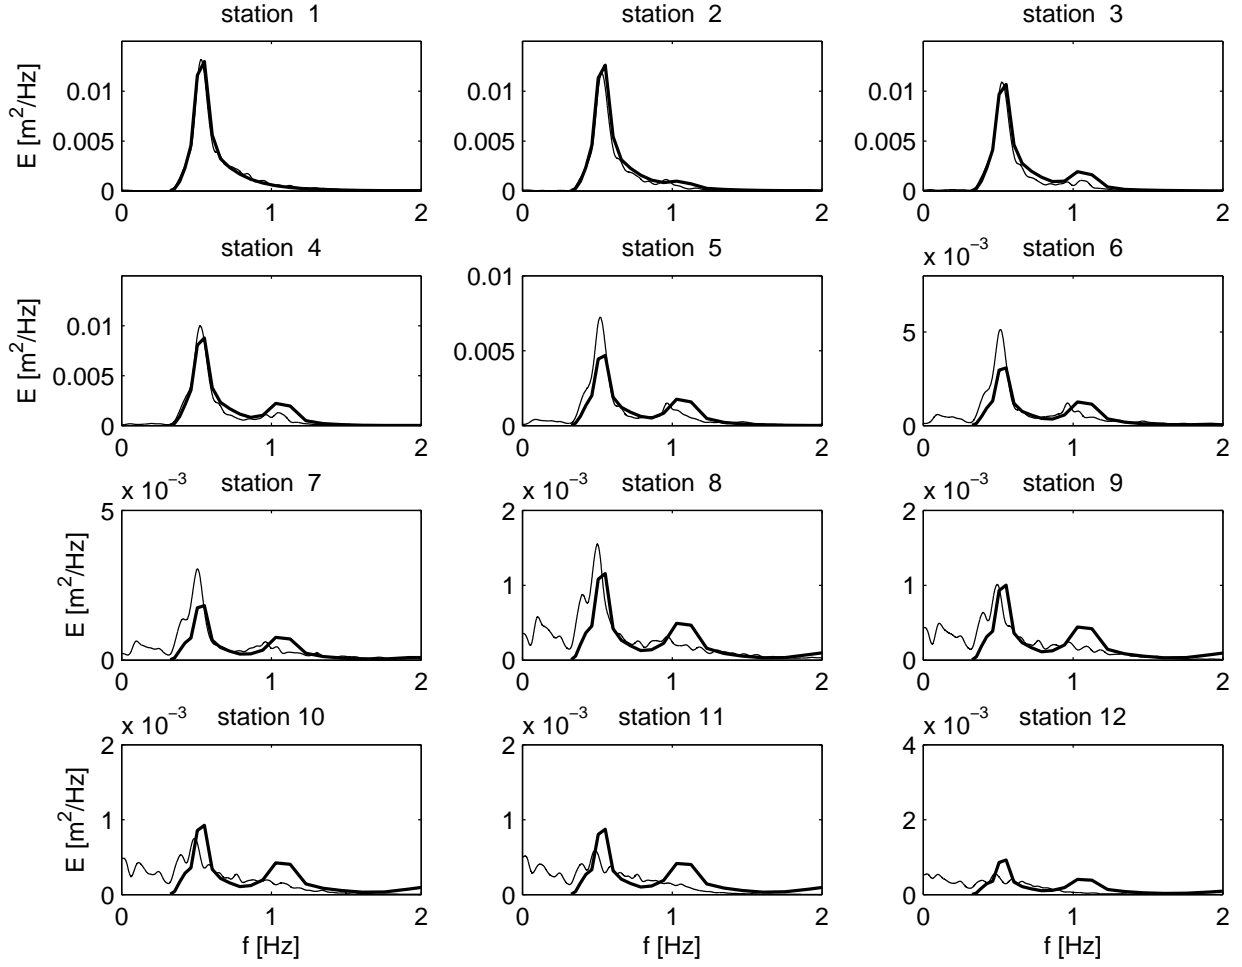 station 1
station 2
station 3
E [m²/Hz]
0.01
0.005
0
0 1 2
0.01
0.005
0
0 1 2
0.01
0.005
0
0 1 2
station 4
station 5
station 6
E [m²/Hz]
0.01
0.005
0
0 1 2
0.01
0.005
0
0 1 2
x 10⁻³
5
0
0 1 2
station 7
station 8
station 9
E [m²/Hz]
x 10⁻³
5
0
0 1 2
x 10⁻³
2
1
0
0 1 2
x 10⁻³
2
1
0
0 1 2
station 10
station 11
station 12
E [m²/Hz]
x 10⁻³
2
1
0
0 1 2
f [Hz]
x 10⁻³
2
1
0
0 1 2
f [Hz]
x 10⁻³
4
2
0
0 1 2
f [Hz]